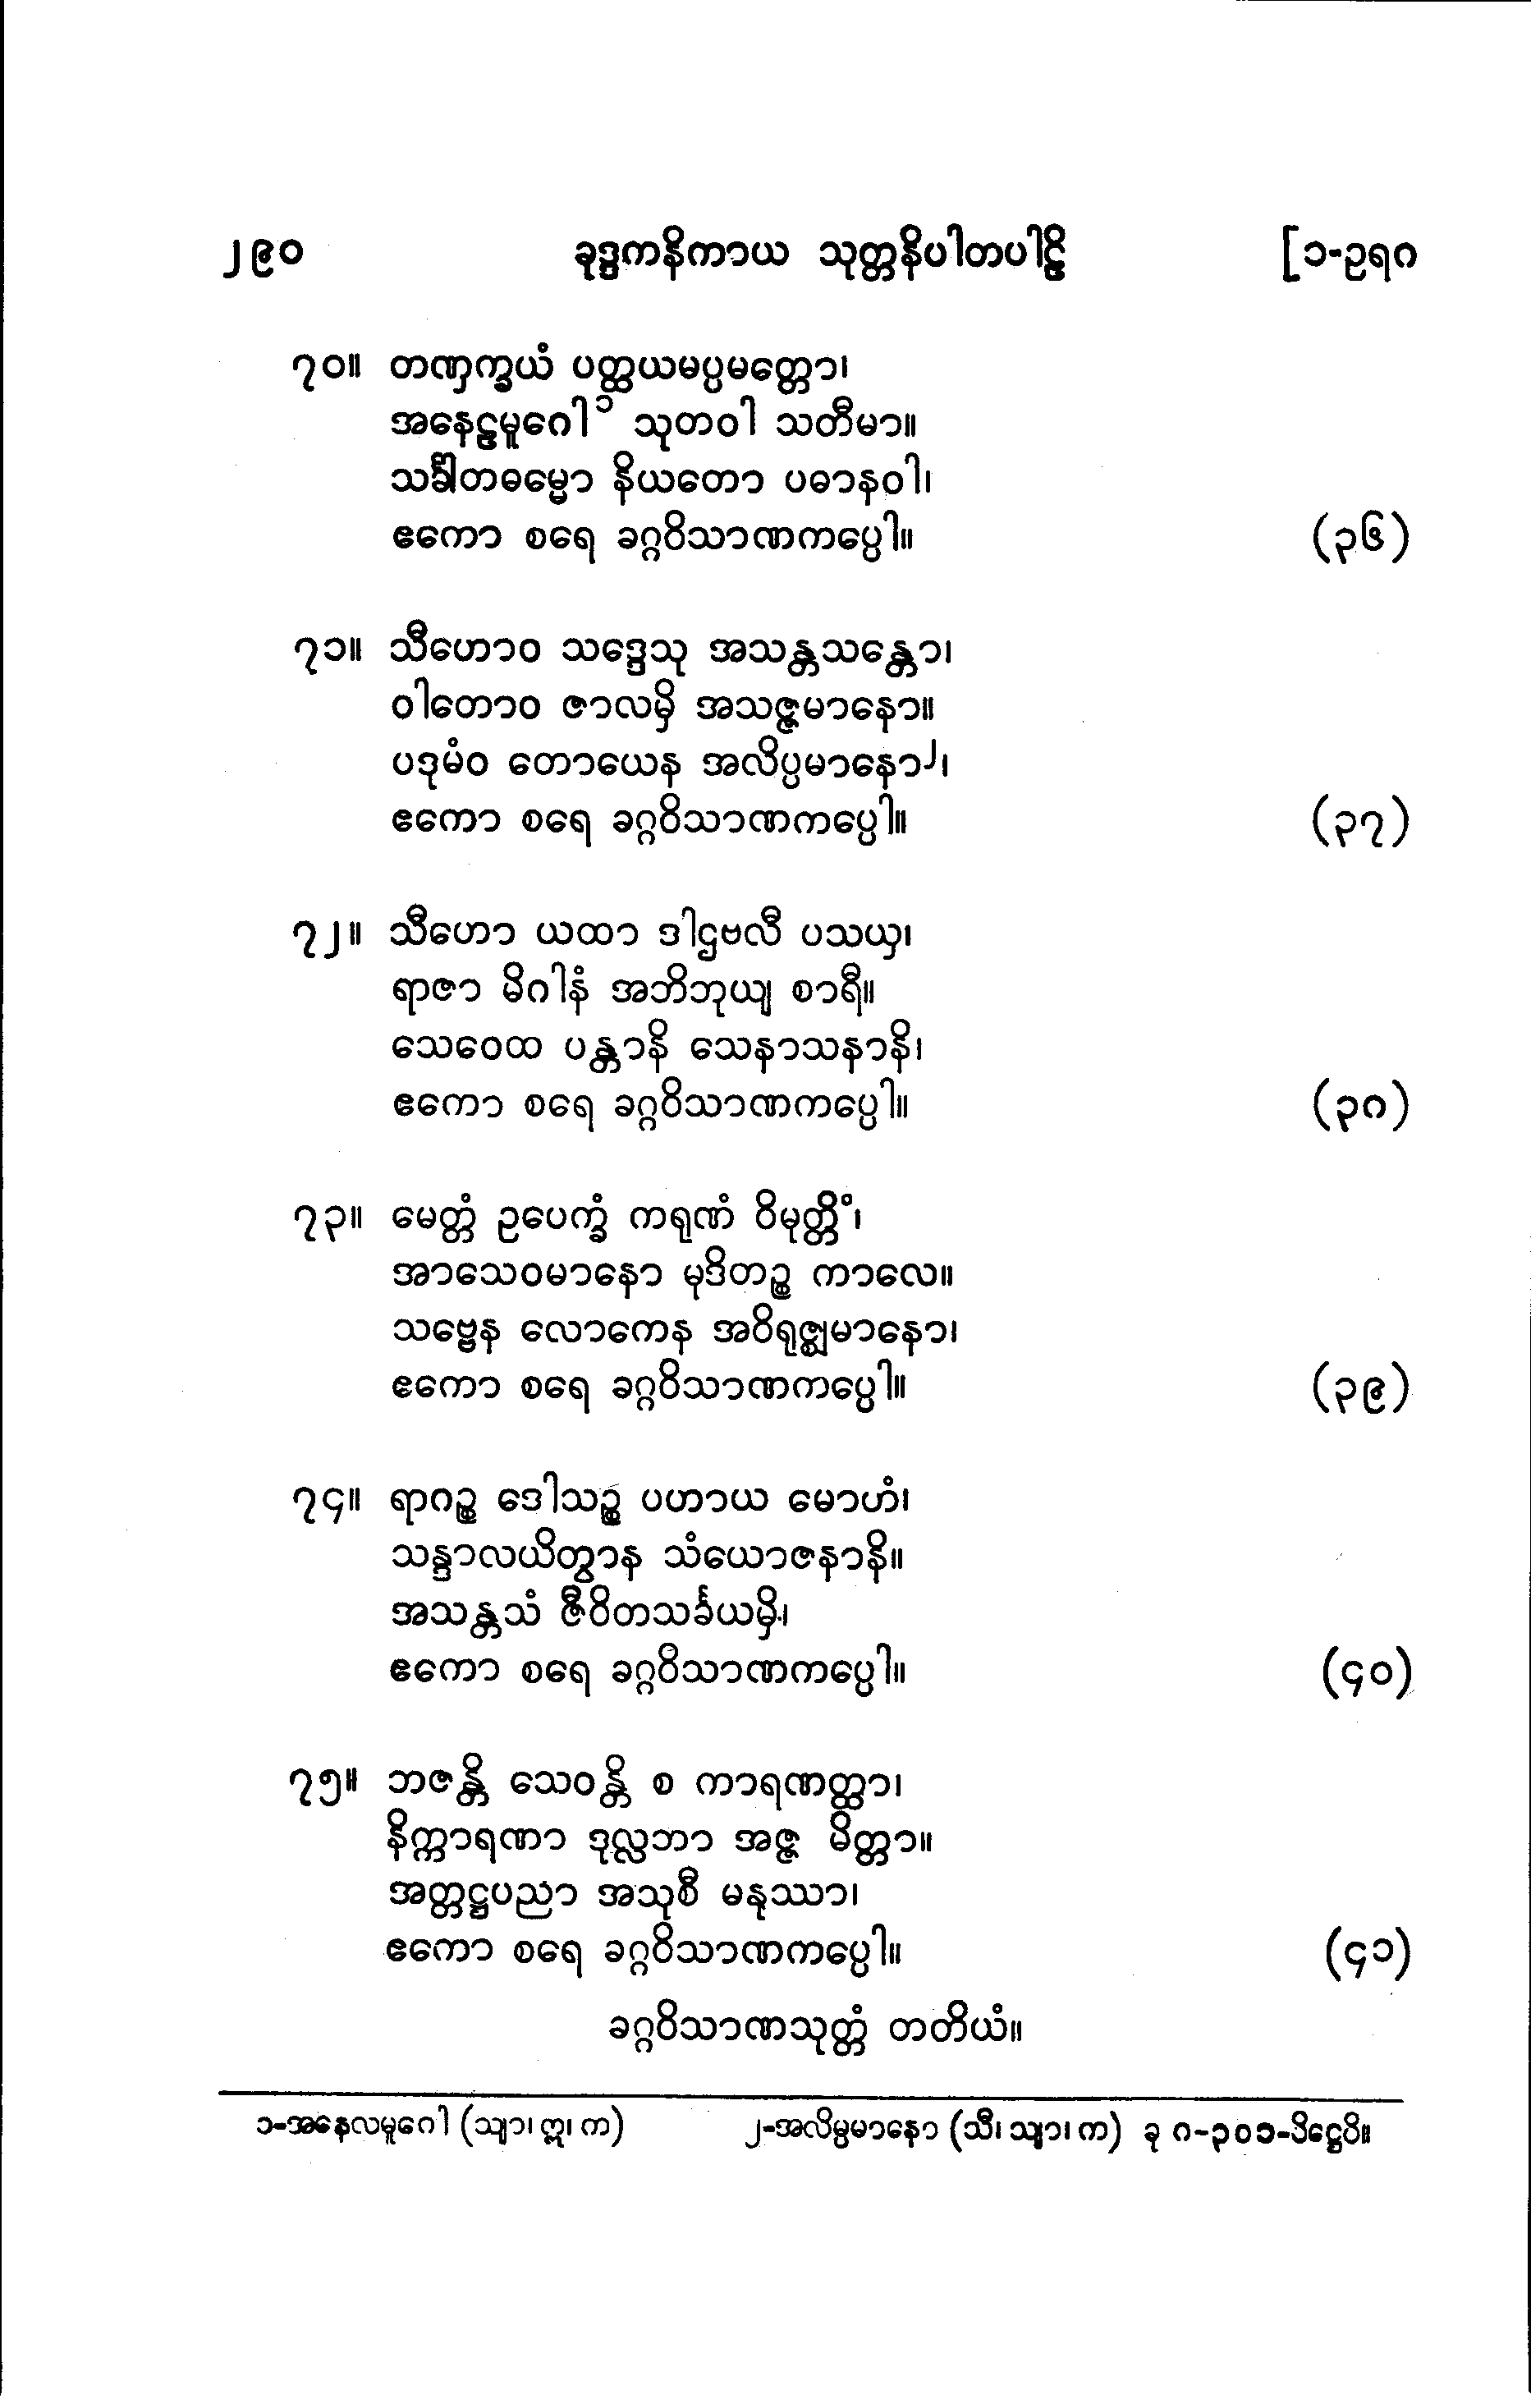 ၂၉၀ ခုဒ္ဒကနိကာယ သုတ္တနိပါတပါဠိ [၁-ဥရဂ
၇၀။ တဏှက္ခယံ ပတ္ထယမပ္ပမတ္တော၊
အနေဠမူဂေါ၁ သုတဝါ သတီမာ။
သင်္ခါတဓမ္မော နိယတော ပဓာနဝါ၊
ဧကော စရေ ခဂ္ဂဝိသာဏကပ္ပေါ။ (၃၆)
၇၁။ သီဟောဝ သဒ္ဒေသု အသန္တသန္တော၊
ဝါတောဝ ဇာလမှိ အသဇ္ဇမာနော။
ပဒုမံဝ တောယေန အလိပ္ပမာနော၂၊
ဧကော စရေ ခဂ္ဂဝိသာဏကပ္ပေါ။ (၃၇)
၇၂။ သီဟော ယထာ ဒါဌဗလီ ပသယှ၊
ရာဇာ မိဂါနံ အဘိဘုယျ စာရီ။
သေဝေထ ပန္တာနိ သေနာသနာနိ၊
ဧကော စရေ ခဂ္ဂဝိသာဏကပ္ပေါ။ (၃၈)
၇၃။ မေတ္တံ ဥပေက္ခံ ကရုဏံ ဝိမုတ္တိံ၊
အာသေဝမာနော မုဒိတဉ္စ ကာလေ။
သဗ္ဗေန လောကေန အဝိရုဇ္ဈမာနော၊
ဧကော စရေ ခဂ္ဂဝိသာဏကပ္ပေါ။ (၃၉)
၇၄။ ရာဂဉ္စ ဒေါသဉ္စ ပဟာယ မောဟံ၊
သန္ဒာလယိတွာန သံယောဇနာနိ။
အသန္တသံ ဇီဝိတသင်္ခယမှိ၊
ဧကော စရေ ခဂ္ဂဝိသာဏကပ္ပေါ။ (၄၀)
၇၅။ ဘဇန္တိ သေဝန္တိ စ ကာရဏတ္ထာ၊
နိက္ကာရဏာ ဒုလ္လဘာ အဇ္ဇ မိတ္တာ။
အတ္တဋ္ဌပညာ အသုစီ မနုဿာ၊
ဧကော စရေ ခဂ္ဂဝိသာဏကပ္ပေါ။ (၄၁)
ခဂ္ဂဝိသာဏသုတ္တံ တတိယံ။
၁-အနေလမူဂေါ (သျာ၊ ဣ၊ က) ၂-အလိမ္ပမာနော (သီ၊ သျာ၊ က) ခု ၈-၃၀၁-ပိဋ္ဌေပိ။